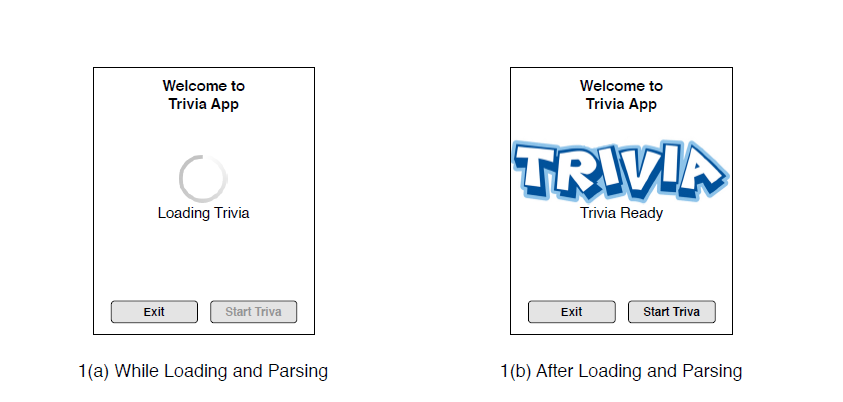 Welcome to
Trivia App
Loading Trivia
Exit
Start Triva
1(a) While Loading and Parsing
Welcome to
Trivia App
TRIVIA
Trivia Ready
Exit
Start Triva
1(b) After Loading and Parsing